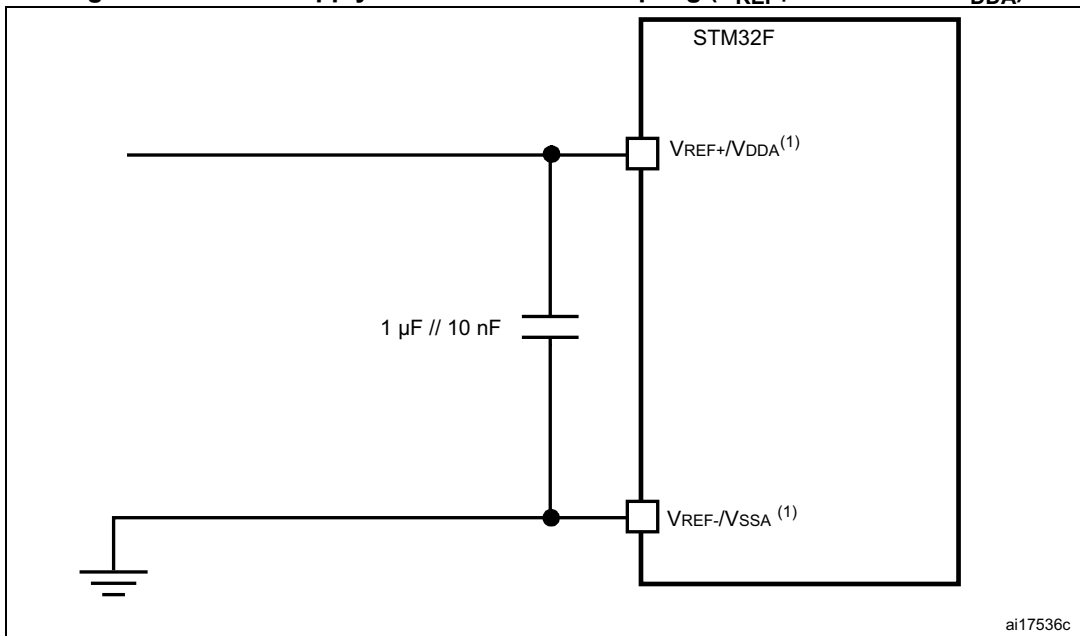 STM32F
VREF+/VDDA(1)
1 µF // 10 nF
VREF-/VSSA (1)
ai17536c